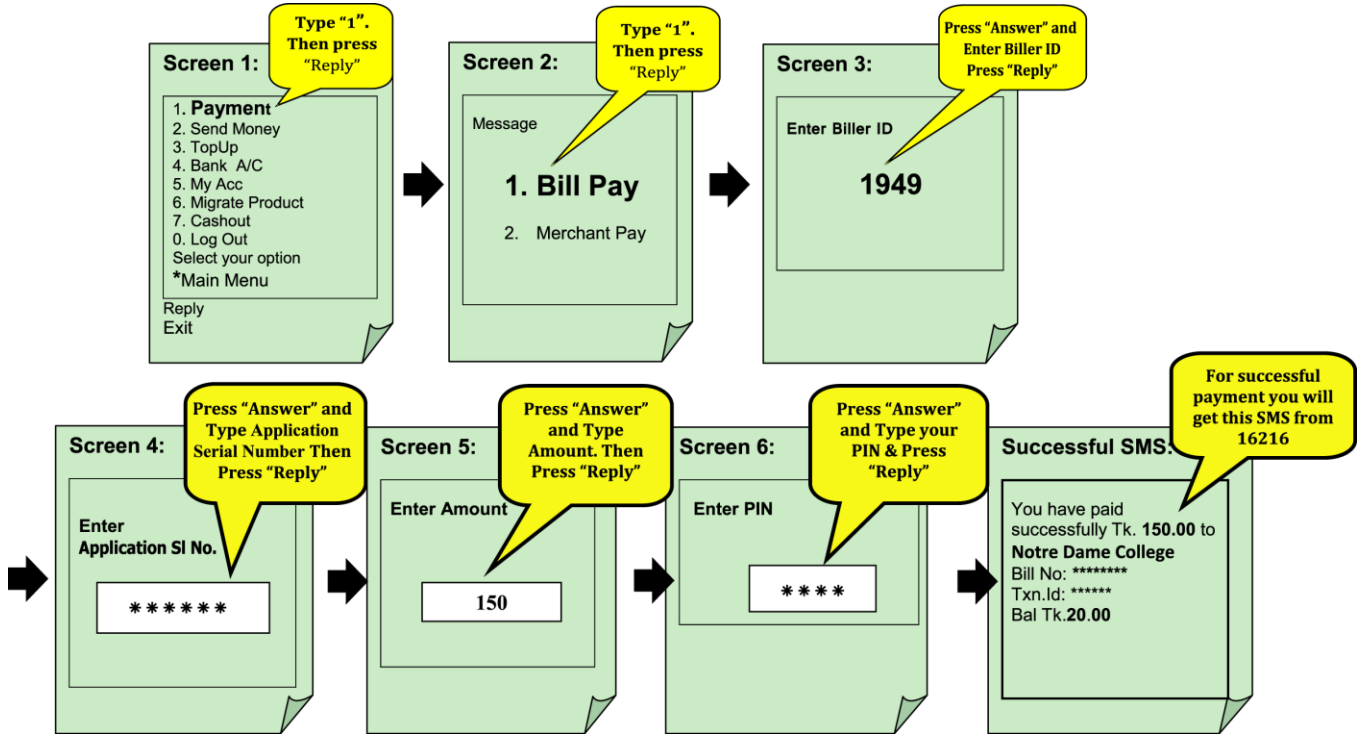 Screen 1:
Type “1”.
Then press
“Reply”
1. Payment
2. Send Money
3. TopUp
4. Bank A/C
5. My Acc
6. Migrate Product
7. Cashout
0. Log Out
Select your option
*Main Menu
Reply
Exit
Screen 2:
Type “1”.
Then press
“Reply”
Message
1. Bill Pay
2. Merchant Pay
Screen 3:
Press “Answer” and
Enter Biller ID
Press “Reply”
Enter Biller ID
1949
Screen 4:
Press “Answer” and
Type Application
Serial Number Then
Press “Reply”
Enter
Application Sl No.
******
Screen 5:
Press “Answer”
and Type
Amount. Then
Press “Reply”
Enter Amount
150
Screen 6:
Press “Answer”
and Type your
PIN & Press
“Reply”
Enter PIN
****
Successful SMS:
For successful
payment you will
get this SMS from
16216
You have paid
successfully Tk. 150.00 to
Notre Dame College
Bill No: ********
Txn.Id: ******
Bal Tk.20.00